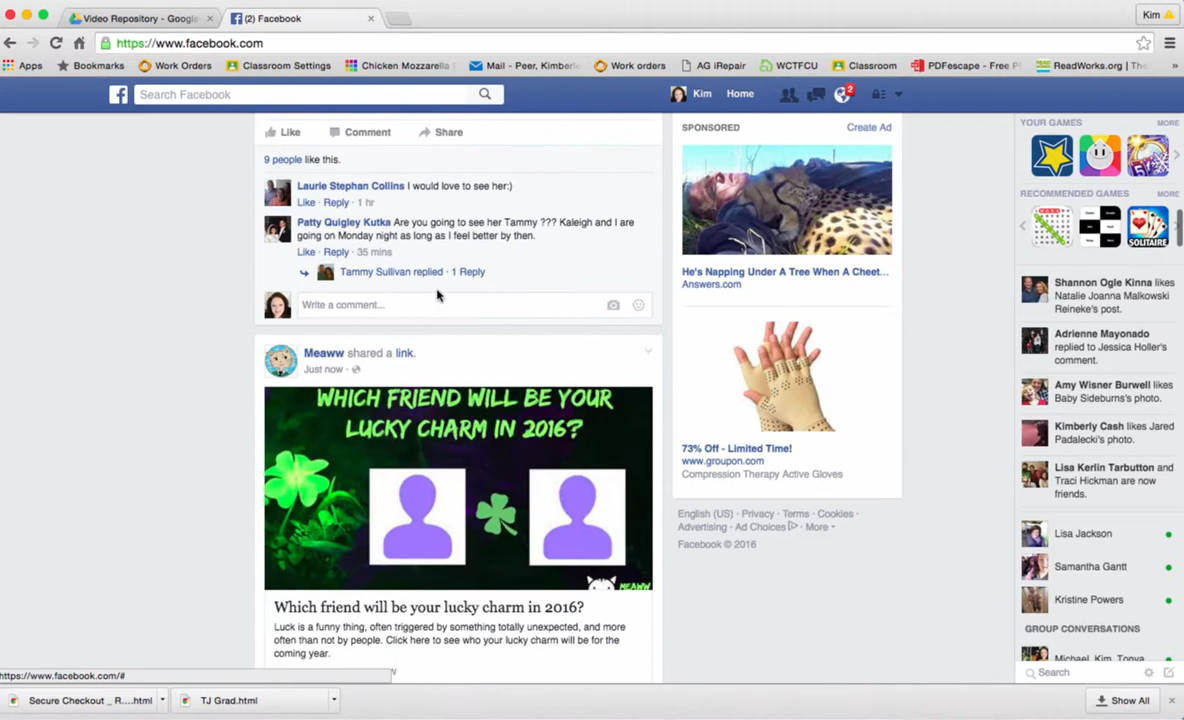 Video Repository - Google
(2) Facebook
Kim
https://www.facebook.com
Apps
Bookmarks
Work Orders
Classroom Settings
Chicken Mozzarella
Mail - Peer, Kimberle
Work orders
AG iRepair
WCTFCU
Classroom
PDFescape - Free P
ReadWorks.org | The
Search Facebook
Kim
Home
2
Like
Comment
Share
9 people like this.
Laurie Stephan Collins I would love to see her:)
Like · Reply · 1 hr
Patty Quigley Kutka Are you going to see her Tammy ??? Kaleigh and I are
going on Monday night as long as I feel better by then.
Like · Reply · 35 mins
Tammy Sullivan replied · 1 Reply
Write a comment...
Meaww shared a link.
Just now ·
WHICH FRIEND WILL BE YOUR
LUCKY CHARM IN 2016?
MEAWW
Which friend will be your lucky charm in 2016?
Luck is a funny thing, often triggered by something totally unexpected, and more
often than not by people. Click here to see who your lucky charm will be for the
coming year.
SPONSORED
Create Ad
He's Napping Under A Tree When A Cheet...
Answers.com
73% Off - Limited Time!
www.groupon.com
Compression Therapy Active Gloves
English (US) · Privacy · Terms · Cookies ·
Advertising · Ad Choices · More
Facebook © 2016
YOUR GAMES
MORE
5K
RECOMMENDED GAMES
MORE
SOLITAIRE
Shannon Ogle Kinna likes
Natalie Joanna Malkowski
Reineke's post.
Adrienne Mayonado
replied to Jessica Holler's
comment.
Amy Wisner Burwell likes
Baby Sideburns's photo.
Kimberly Cash likes Jared
Padalecki's photo.
Lisa Kerlin Tarbutton and
Traci Hickman are now
friends.
Lisa Jackson
Samantha Gantt
Kristine Powers
GROUP CONVERSATIONS
Michael, Kim, Tonya
Search
https://www.facebook.com/#
Secure Checkout _ R....html
TJ Grad.html
Show All